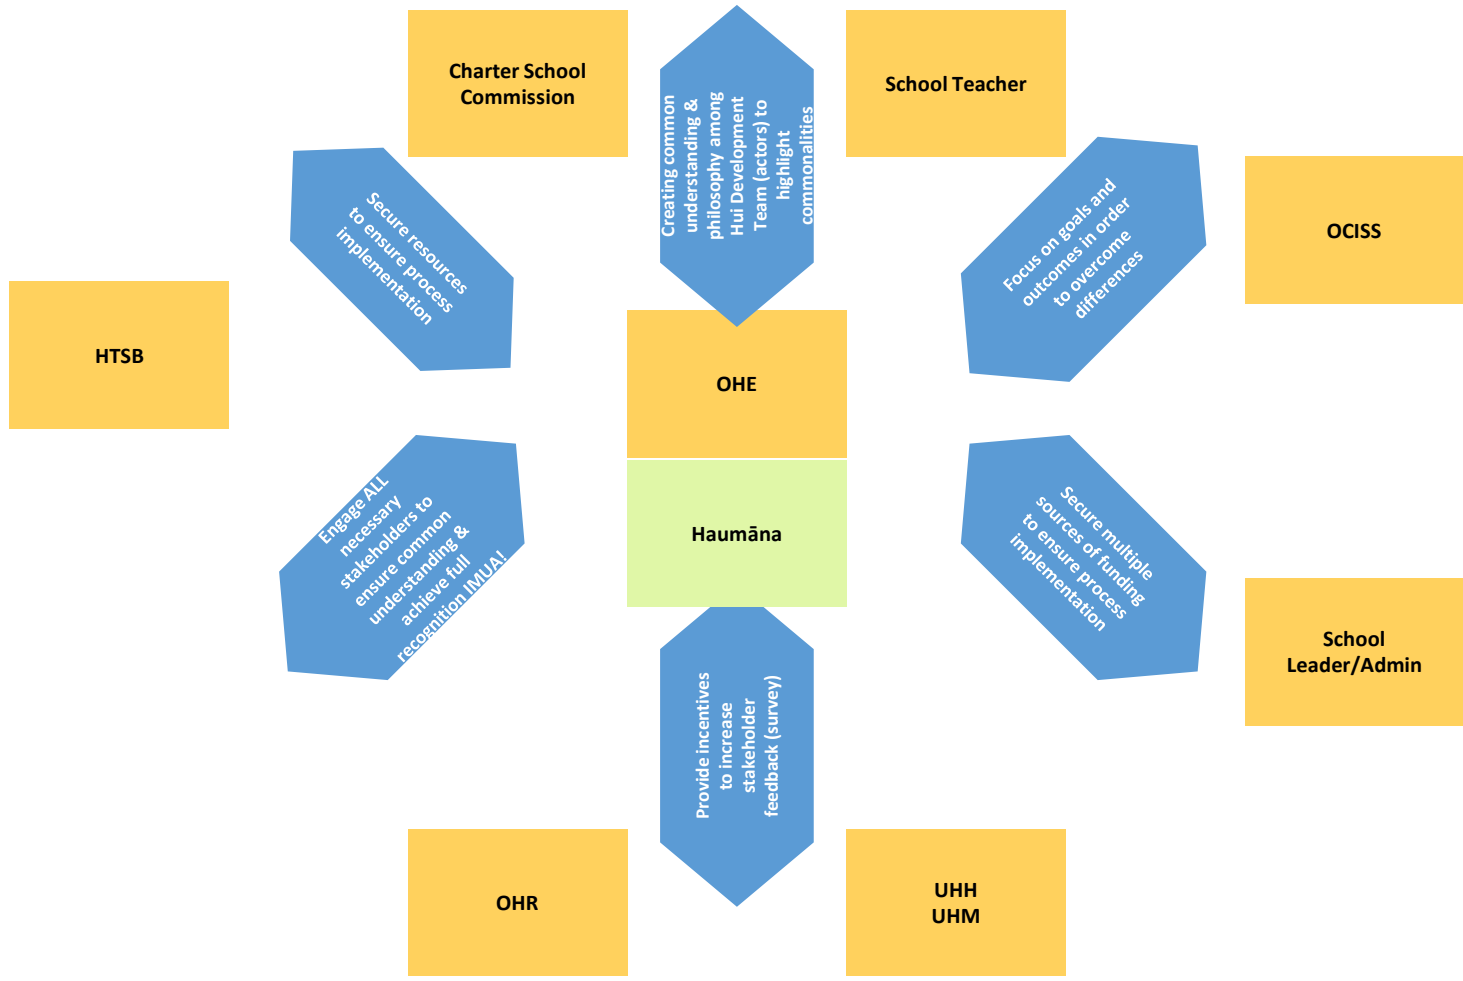 Charter School
Commission
Creating common
understanding &
philosophy among
Hui Development
Team (actors) to
highlight
commonalities
School Teacher
Secure resources
to ensure process
implementation
Focus on goals and
outcomes in order
to overcome
differences
OCISS
HTSB
OHE
Haumāna
Engage ALL
necessary
stakeholders to
ensure common
understanding &
achieve full
recognition IMUA!
Secure multiple
sources of funding
to ensure process
implementation
School
Leader/Admin
Provide incentives
to increase
stakeholder
feedback (survey)
OHR
UHH
UHM